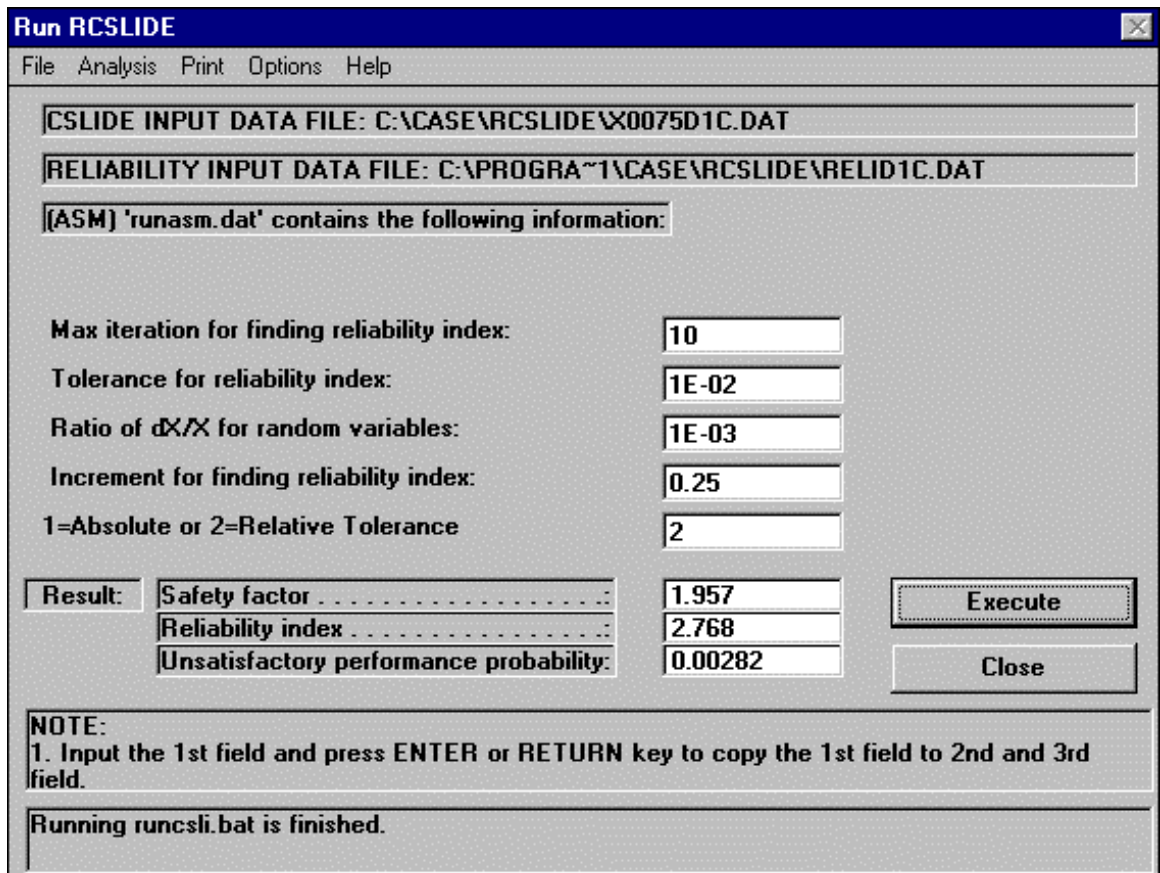 Run RCSLIDE
File Analysis Print Options Help
CSLIDE INPUT DATA FILE: C:\CASE\RCSLIDE\X0075D1C.DAT
RELIABILITY INPUT DATA FILE: C:\PROGRA~1\CASE\RCSLIDE\RELID1C.DAT
(ASM) 'runasm.dat' contains the following information:
Max iteration for finding reliability index: 10
Tolerance for reliability index: 1E-02
Ratio of dX/X for random variables: 1E-03
Increment for finding reliability index: 0.25
1=Absolute or 2=Relative Tolerance 2
Result: Safety factor . . . . . . . . . . . . . . . . . . .: 1.957
Reliability index . . . . . . . . . . . . . . . .: 2.768
Execute
Unsatisfactory performance probability: 0.00282
Close
NOTE:
1. Input the 1st field and press ENTER or RETURN key to copy the 1st field to 2nd and 3rd
field.
Running runcsli.bat is finished.